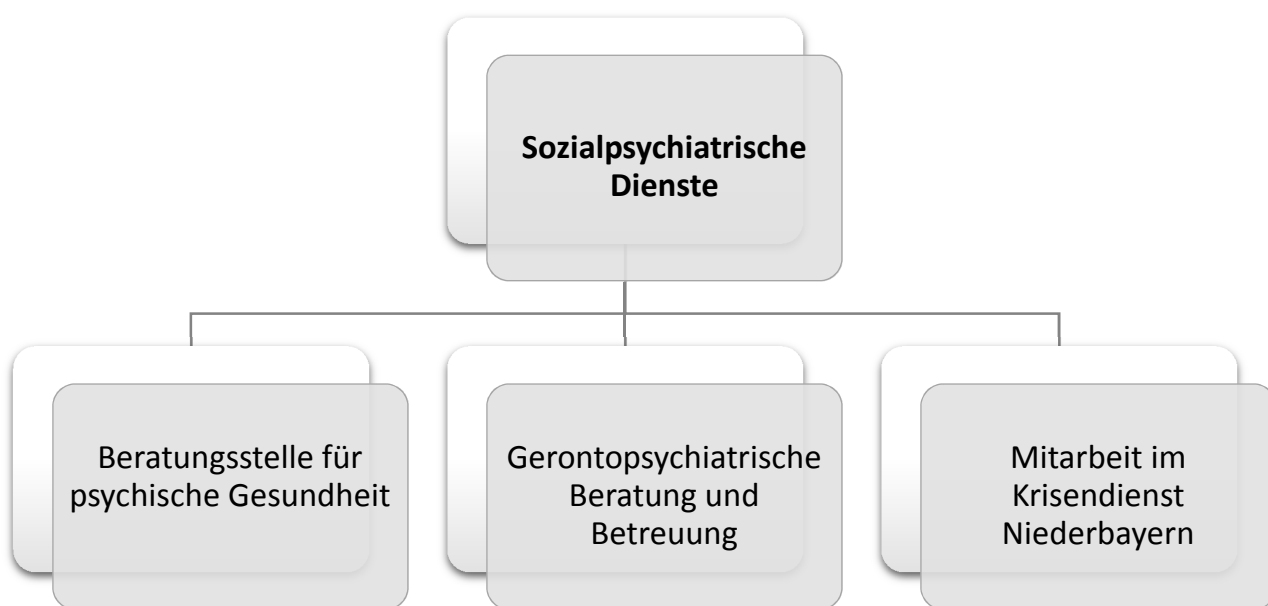 Sozialpsychiatrische
Dienste
Beratungsstelle für
psychische Gesundheit
Gerontopsychiatrische
Beratung und
Betreuung
Mitarbeit im
Krisendienst
Niederbayern